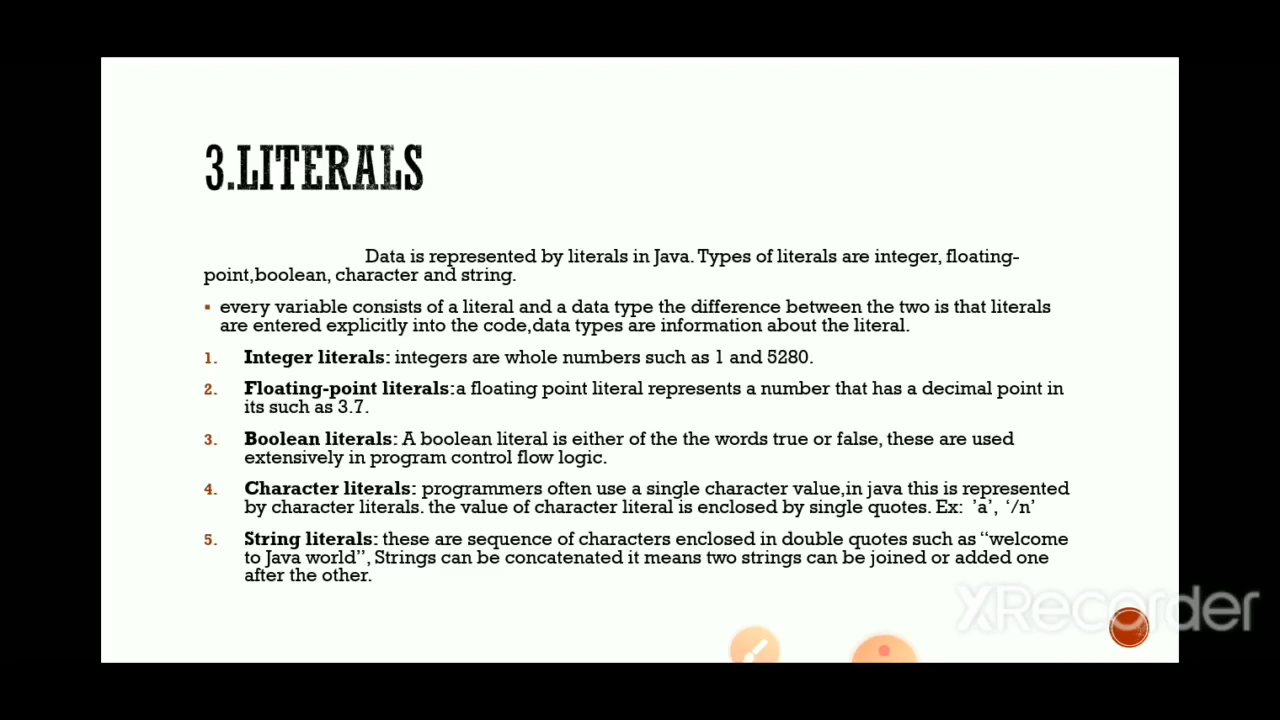 3.LITERALS
Data is represented by literals in Java. Types of literals are integer, floating-
point,boolean, character and string.
▪ every variable consists of a literal and a data type the difference between the two is that literals
are entered explicitly into the code,data types are information about the literal.
1. Integer literals: integers are whole numbers such as 1 and 5280.
2. Floating-point literals:a floating point literal represents a number that has a decimal point in
its such as 3.7.
3. Boolean literals: A boolean literal is either of the the words true or false, these are used
extensively in program control flow logic.
4. Character literals: programmers often use a single character value,in java this is represented
by character literals. the value of character literal is enclosed by single quotes. Ex: ’a’, ‘/n’
5. String literals: these are sequence of characters enclosed in double quotes such as “welcome
to Java world”, Strings can be concatenated it means two strings can be joined or added one
after the other.
XRecorder